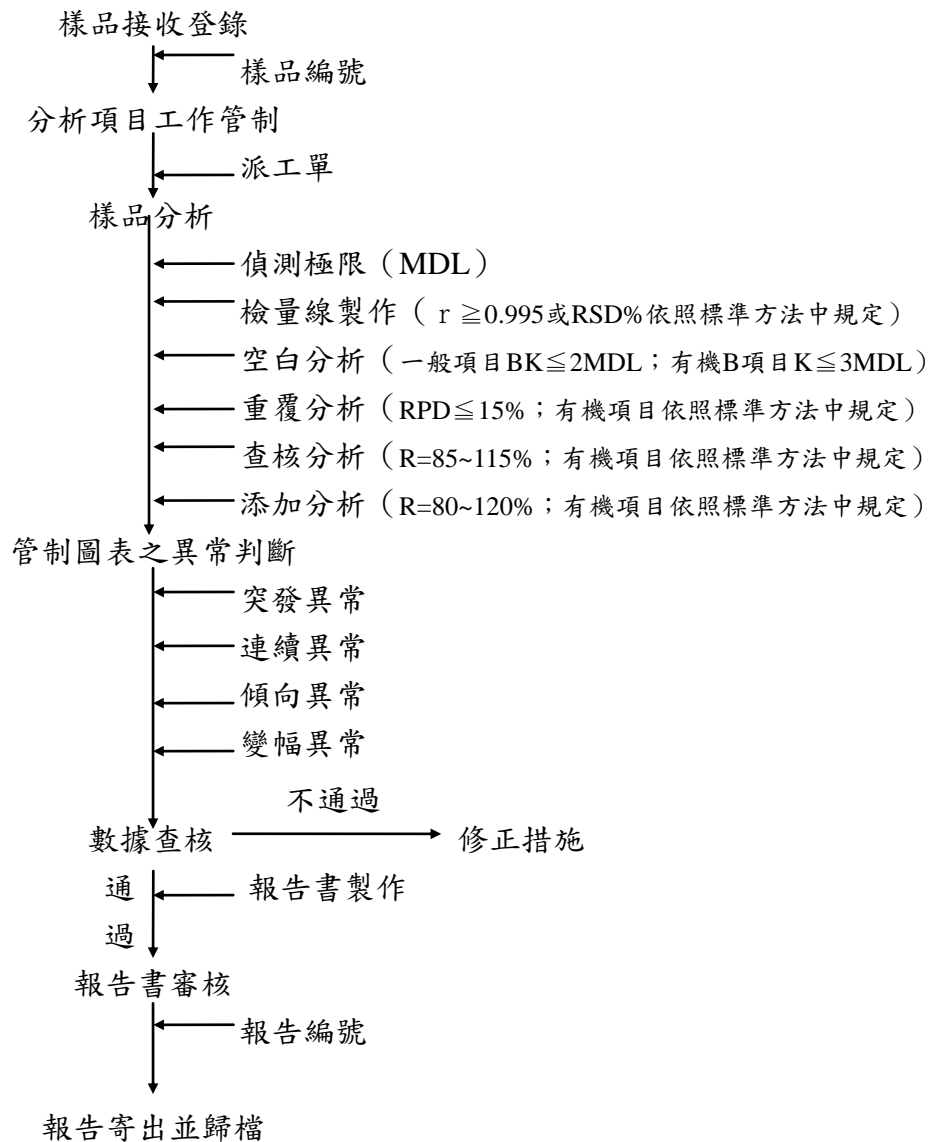 樣品接收登錄
樣品編號
分析項目工作管制
派工單
樣品分析
偵測極限（MDL）
檢量線製作（ｒ≧0.995或RSD%依照標準方法中規定）
空白分析（一般項目BK≦2MDL；有機B項目K≦3MDL）
重覆分析（RPD≦15%；有機項目依照標準方法中規定）
查核分析（R=85~115%；有機項目依照標準方法中規定）
添加分析（R=80~120%；有機項目依照標準方法中規定）
管制圖表之異常判斷
突發異常
連續異常
傾向異常
變幅異常
不通過
數據查核
修正措施
通過
報告書製作
報告書審核
報告編號
報告寄出並歸檔